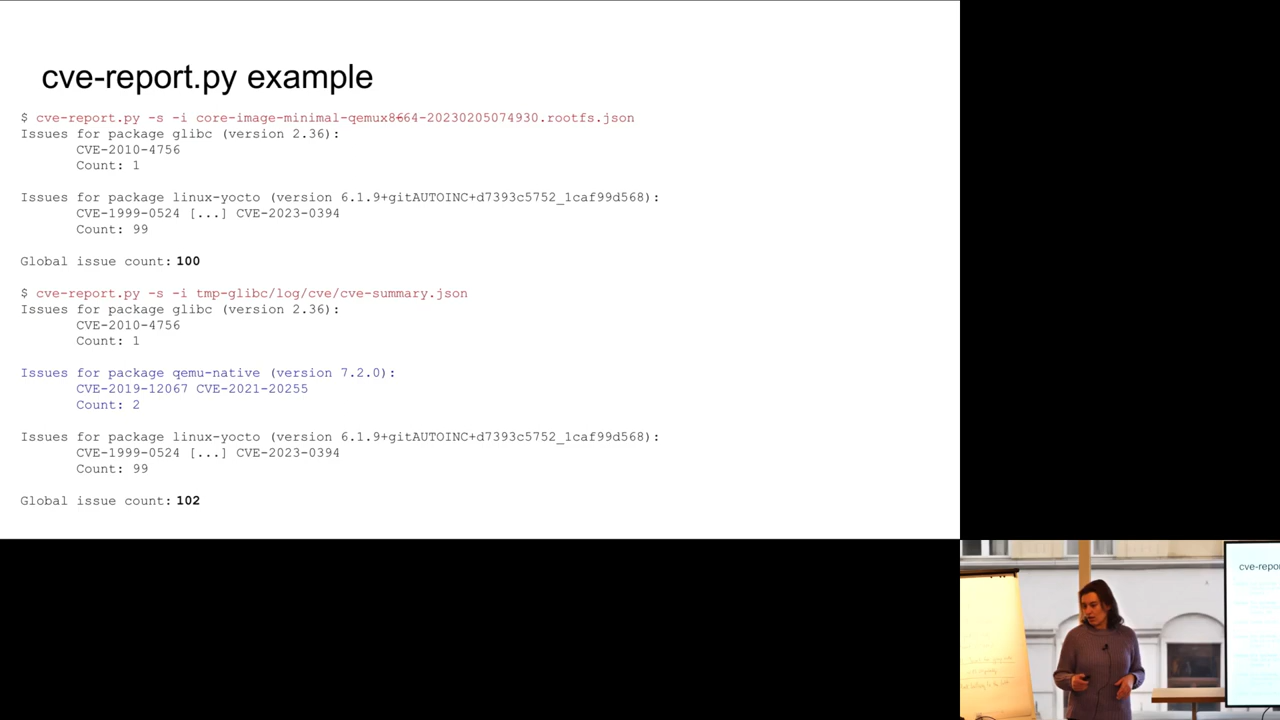 cve-report.py example
$ cve-report.py -s -i core-image-minimal-qemux8664-20230205074930.rootfs.json
Issues for package glibc (version 2.36):
CVE-2010-4756
Count: 1
Issues for package linux-yocto (version 6.1.9+gitAUTOINC+d7393c5752_1caf99d568):
CVE-1999-0524 [...] CVE-2023-0394
Count: 99
Global issue count: 100
$ cve-report.py -s -i tmp-glibc/log/cve/cve-summary.json
Issues for package glibc (version 2.36):
CVE-2010-4756
Count: 1
Issues for package qemu-native (version 7.2.0):
CVE-2019-12067 CVE-2021-20255
Count: 2
Issues for package linux-yocto (version 6.1.9+gitAUTOINC+d7393c5752_1caf99d568):
CVE-1999-0524 [...] CVE-2023-0394
Count: 99
Global issue count: 102
cve-repo